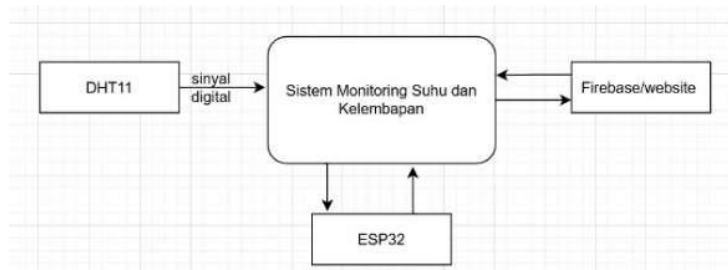 DHT11
sinyal
digital
Sistem Monitoring Suhu dan
Kelembapan
Firebase/website
ESP32